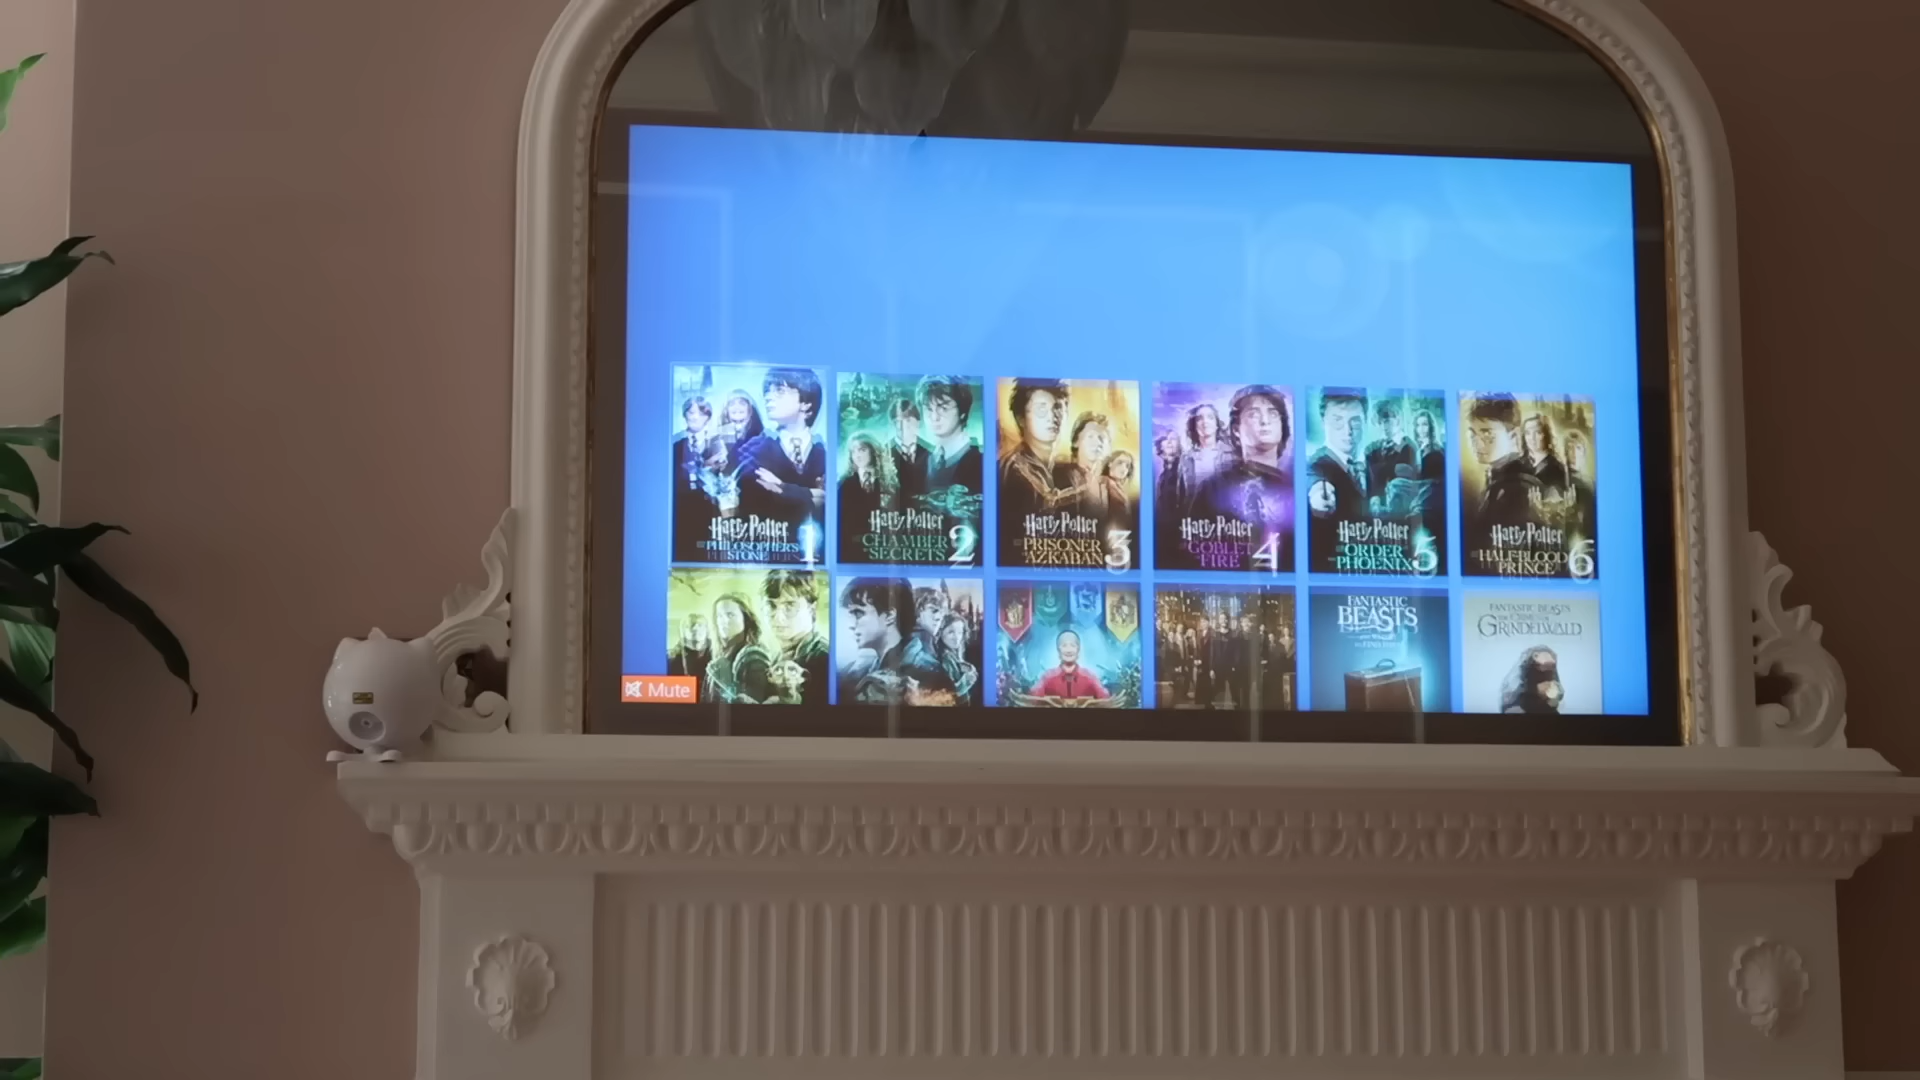 Harry Potter
PHILOSOPHER'S
STONE
1
Harry Potter
CHAMBER
SECRETS
2
Harry Potter
PRISONER
AZKABAN
3
Harry Potter
GOBLET
FIRE
4
Harry Potter
ORDER
PHOENIX
5
Harry Potter
HALF-BLOOD
PRINCE
6
FANTASTIC
BEASTS
FANTASTIC BEASTS
GRINDELWALD
Mute